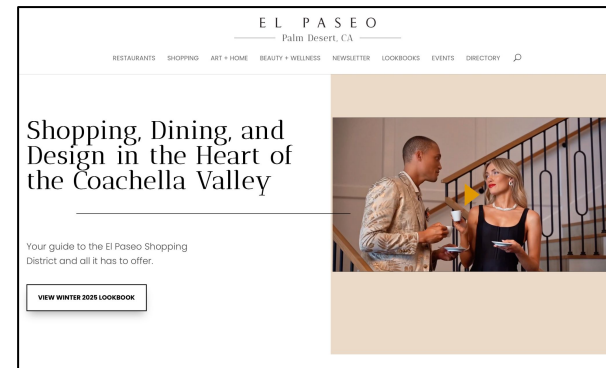 EL PASEO
Palm Desert, CA
RESTAURANTS SHOPPING ART + HOME BEAUTY + WELLNESS NEWSLETTER LOOKBOOKS EVENTS DIRECTORY
Shopping, Dining, and
Design in the Heart of
the Coachella Valley
Your guide to the El Paseo Shopping
District and all it has to offer.
VIEW WINTER 2025 LOOKBOOK